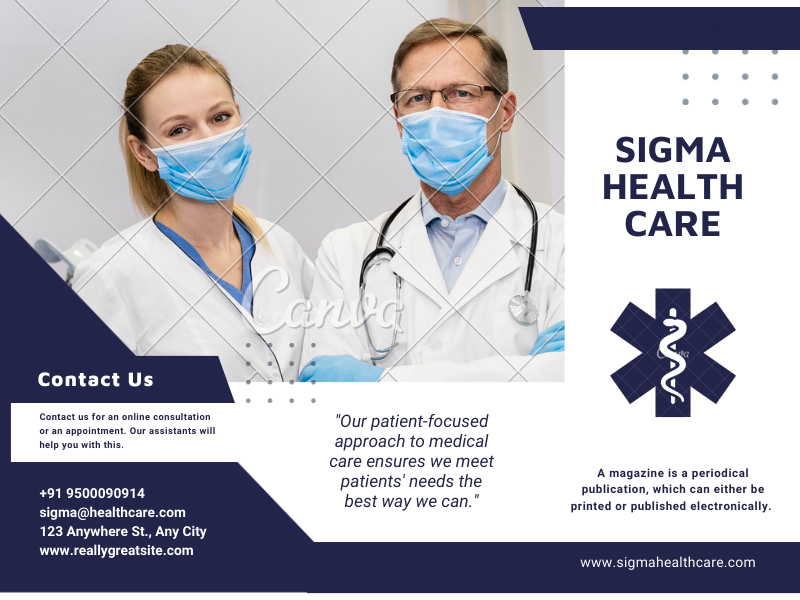 SIGMA
HEALTH
CARE
Canva
Canva
Contact Us
Contact us for an online consultation
or an appointment. Our assistants will
help you with this.
+91 9500090914
sigma@healthcare.com
123 Anywhere St., Any City
www.reallygreatsite.com
"Our patient-focused
approach to medical
care ensures we meet
patients' needs the
best way we can."
A magazine is a periodical
publication, which can either be
printed or published electronically.
www.sigmahealthcare.com